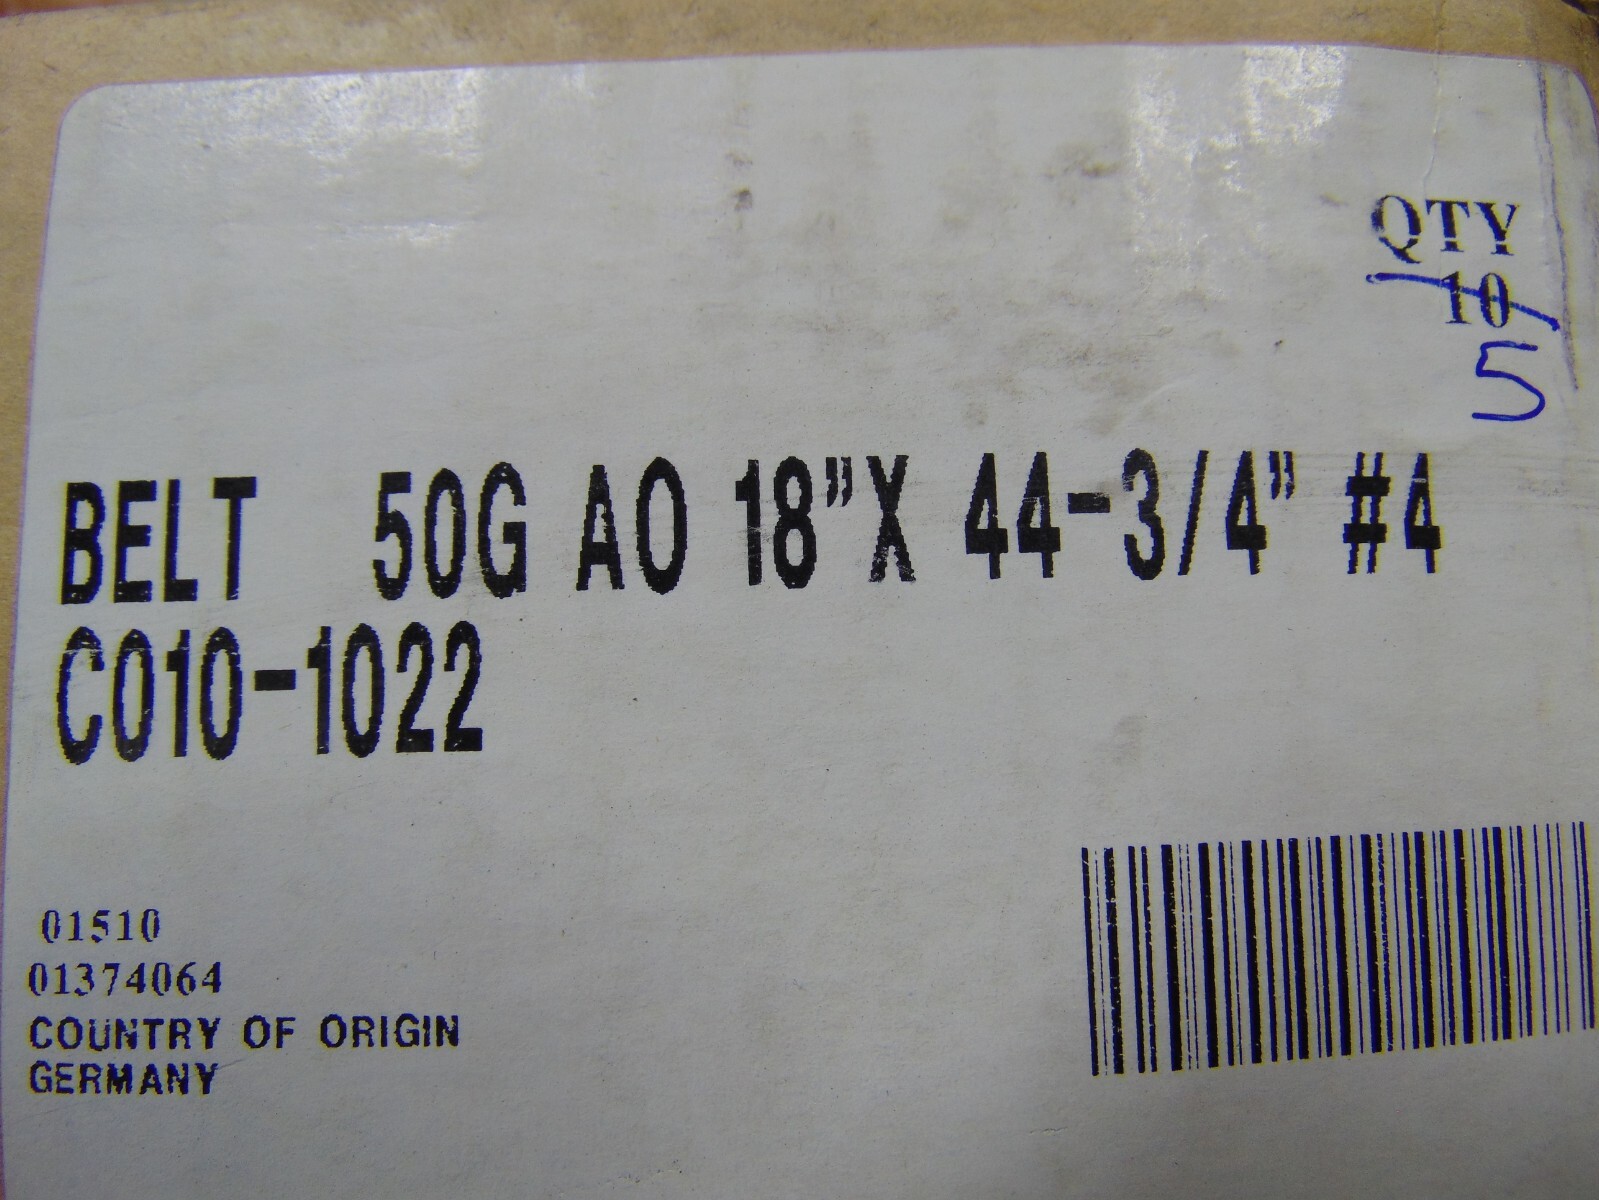 QTY
10
5
BELT 50G AO 18"X 44-3/4" #4
C010-1022
01510
01374064
COUNTRY OF ORIGIN
GERMANY